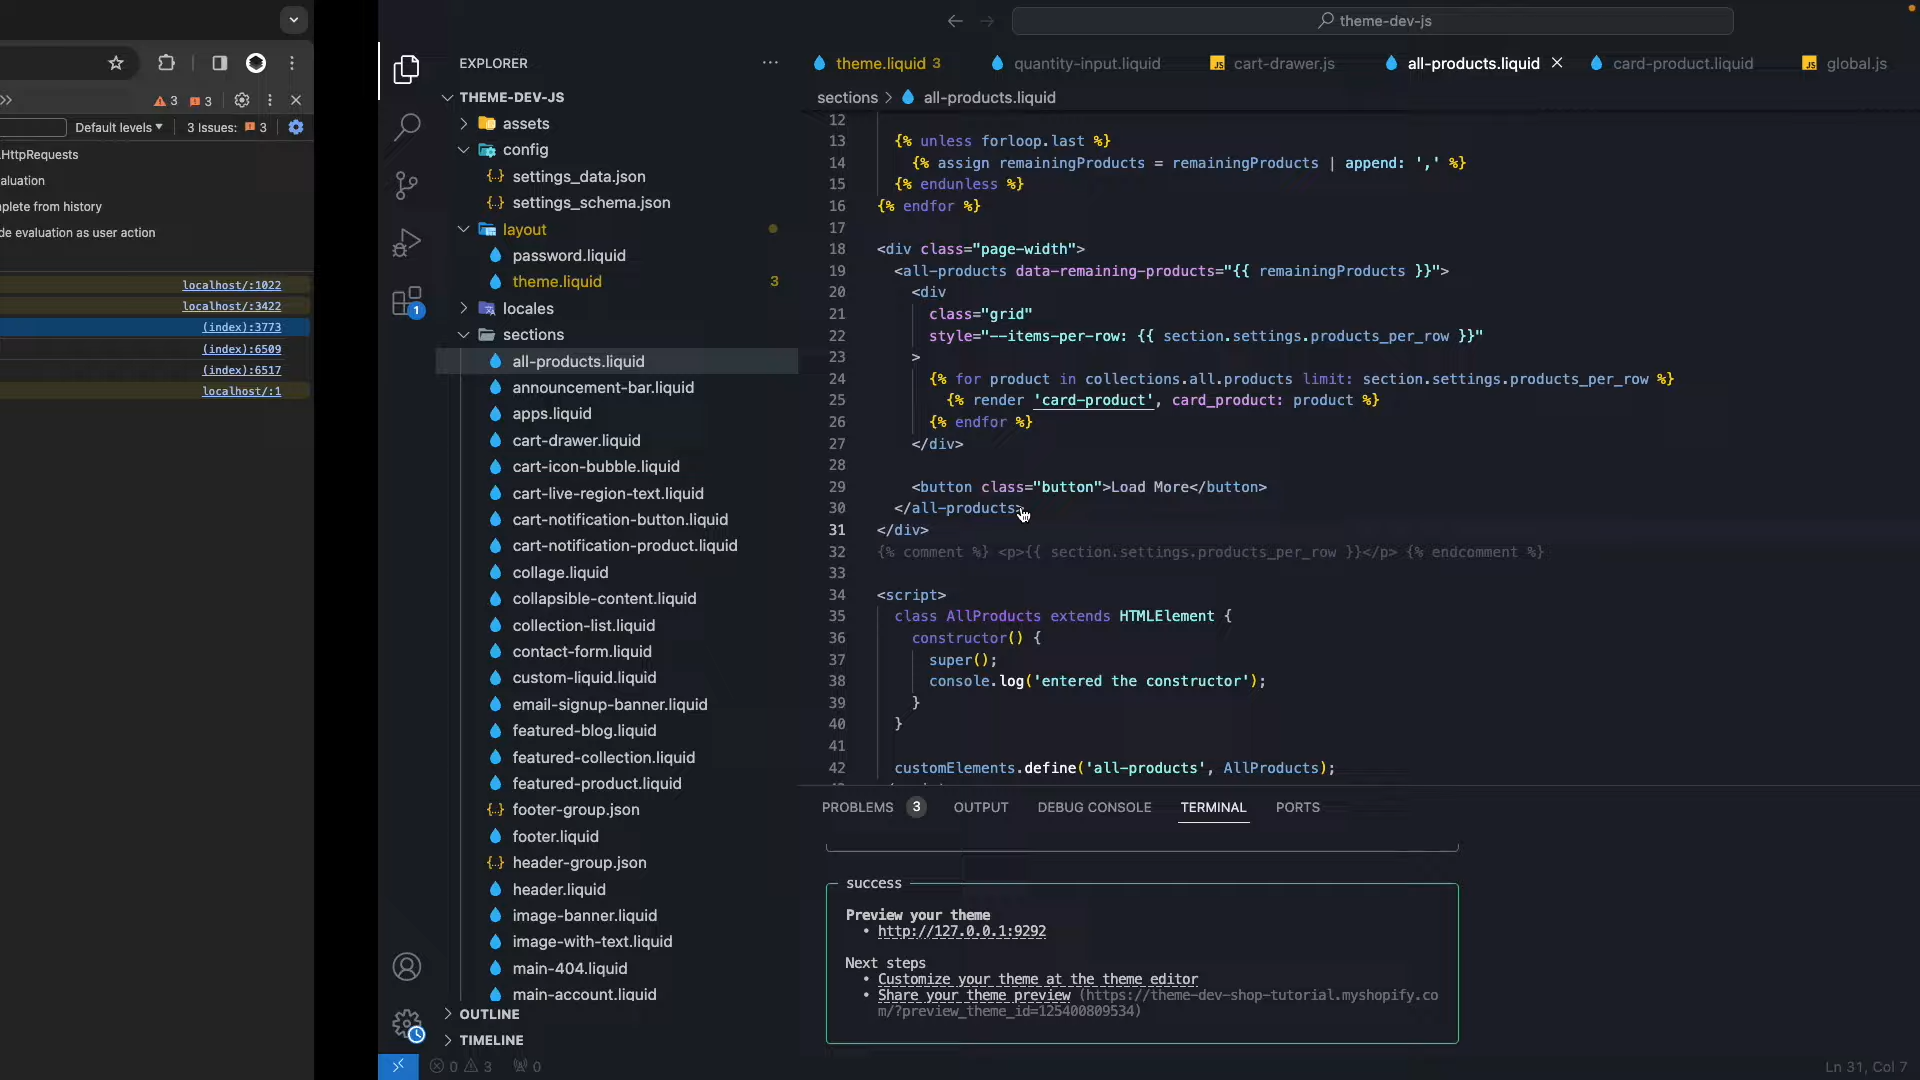 Default levels
3 Issues:
3
3
3
HttpRequests
aluation
plete from history
de evaluation as user action
localhost/:1022
localhost/:3422
(index):3773
(index):6509
(index):6517
localhost/:1
theme-dev-js
EXPLORER
THEME-DEV-JS
assets
config
settings_data.json
settings_schema.json
layout
password.liquid
theme.liquid 3
locales
sections
all-products.liquid
announcement-bar.liquid
apps.liquid
cart-drawer.liquid
cart-icon-bubble.liquid
cart-live-region-text.liquid
cart-notification-button.liquid
cart-notification-product.liquid
collage.liquid
collapsible-content.liquid
collection-list.liquid
contact-form.liquid
custom-liquid.liquid
email-signup-banner.liquid
featured-blog.liquid
featured-collection.liquid
featured-product.liquid
footer-group.json
footer.liquid
header-group.json
header.liquid
image-banner.liquid
image-with-text.liquid
main-404.liquid
main-account.liquid
OUTLINE
TIMELINE
1
0 3 0
theme.liquid 3 quantity-input.liquid JS cart-drawer.js all-products.liquid card-product.liquid JS global.js
sections > all-products.liquid
12
13 {% unless forloop.last %}
14 {% assign remainingProducts = remainingProducts | append: ',' %}
15 {% endunless %}
16 {% endfor %}
17
18 <div class="page-width">
19 <all-products data-remaining-products="{{ remainingProducts }}">
20 <div
21 class="grid"
22 style="--items-per-row: {{ section.settings.products_per_row }}"
23 >
24 {% for product in collections.all.products limit: section.settings.products_per_row %}
25 {% render 'card-product', card_product: product %}
26 {% endfor %}
27 </div>
28
29 <button class="button">Load More</button>
30 </all-products>
31 </div>
32 {% comment %} <p>{{ section.settings.products_per_row }}</p> {% endcomment %}
33
34 <script>
35 class AllProducts extends HTMLElement {
36 constructor() {
37 super();
38 console.log('entered the constructor');
39 }
40 }
41
42 customElements.define('all-products', AllProducts);
PROBLEMS 3 OUTPUT DEBUG CONSOLE TERMINAL PORTS
success
Preview your theme
• http://127.0.0.1:9292
Next steps
• Customize your theme at the theme editor
• Share your theme preview (https://theme-dev-shop-tutorial.myshopify.co
m/?preview_theme_id=125400809534)
Ln 31, Col 7